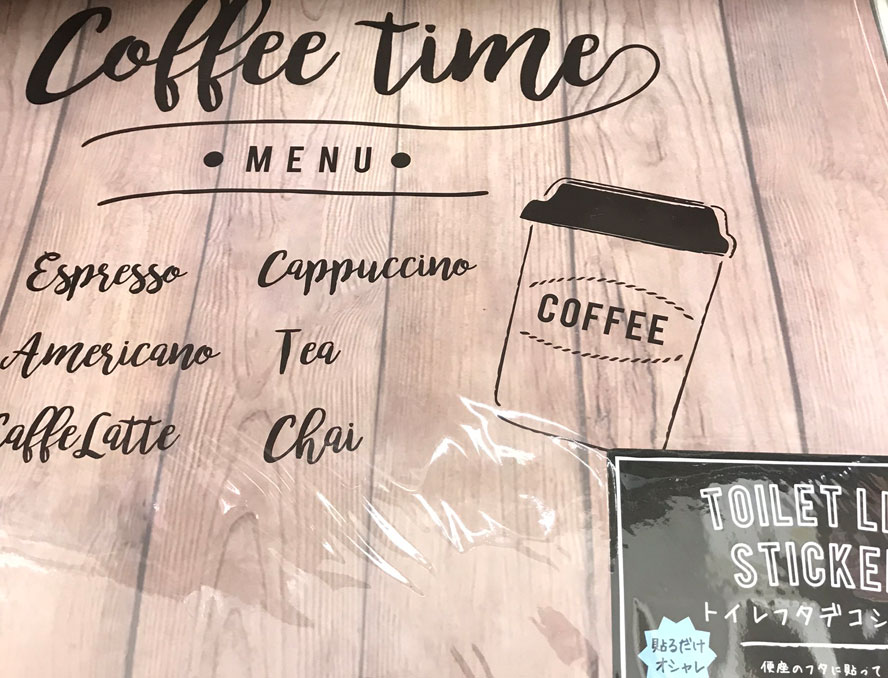 Coffee time
• MENU •
Espresso Cappuccino
Americano Tea
CaffeLatte Chai
COFFEE
TOILET LI
STICKE
トイレフタデコシ
貼るだけ
オシャレ
便座のフタに貼って